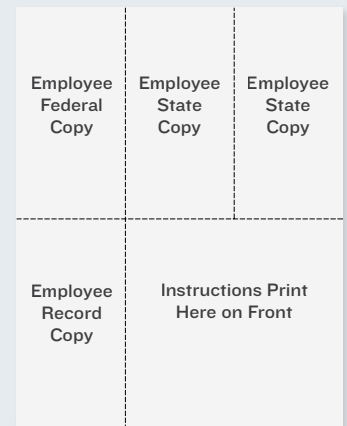 Employee
Federal
Copy
Employee
State
Copy
Employee
State
Copy
Employee
Record
Copy
Instructions Print
Here on Front